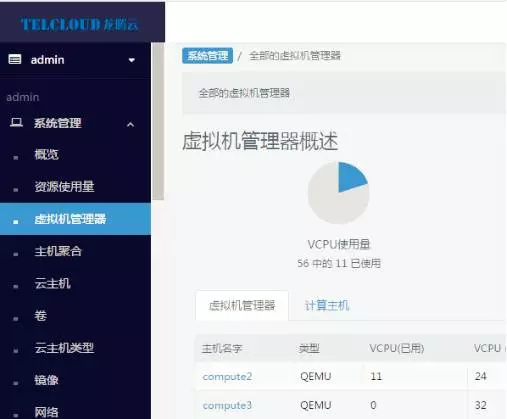 TELCLOUD 龙腾云
admin
admin
系统管理
概览
资源使用量
虚拟机管理器
主机聚合
云主机
卷
云主机类型
镜像
网络
系统管理 / 全部的虚拟机管理器
全部的虚拟机管理器
虚拟机管理器概述
VCPU使用量
56 中的 11 已使用
虚拟机管理器 计算主机
主机名字 类型 VCPU(已用) VCPU
compute2 QEMU 11 24
compute3 QEMU 0 32